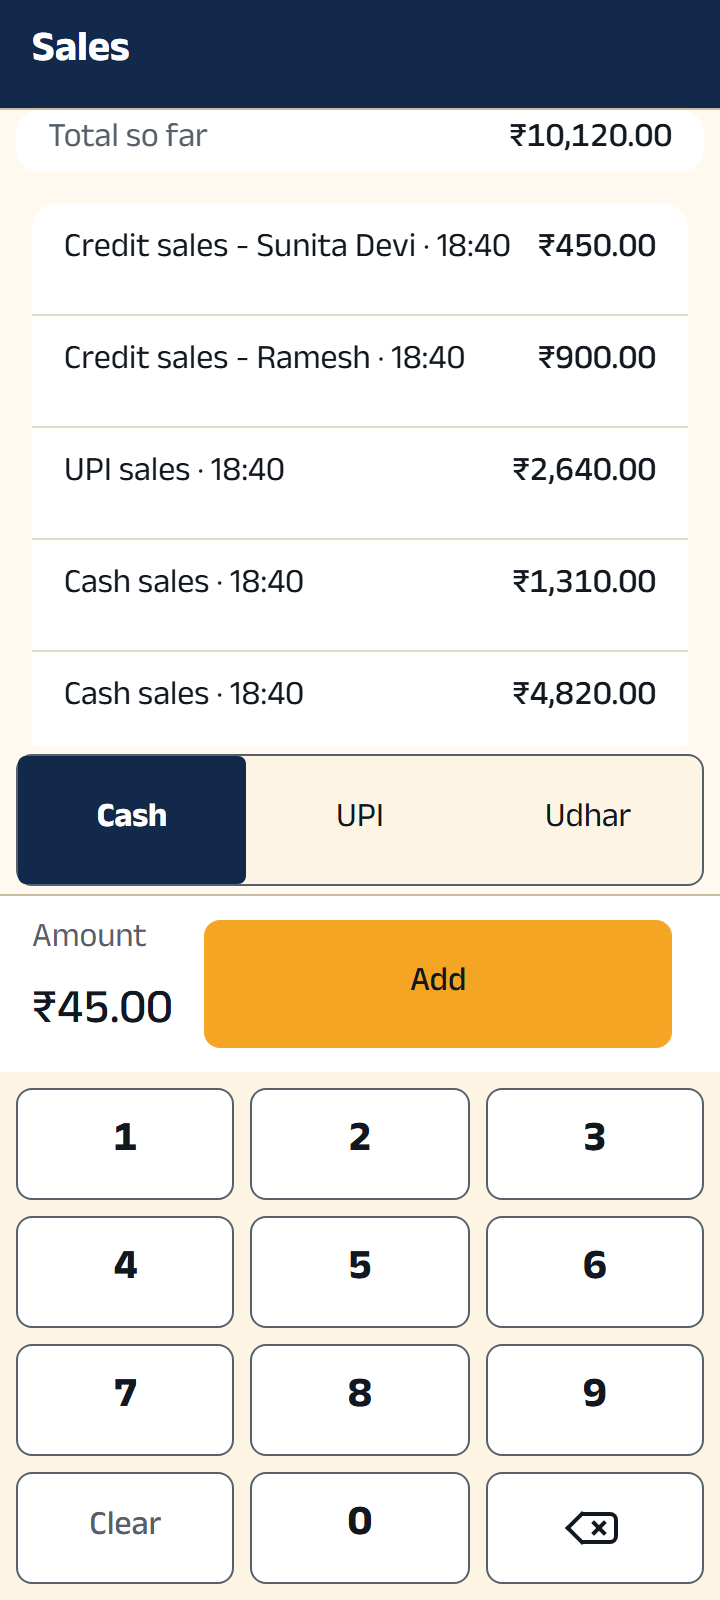 Sales
Total so far ₹10,120.00
Credit sales - Sunita Devi · 18:40 ₹450.00
Credit sales - Ramesh · 18:40 ₹900.00
UPI sales · 18:40 ₹2,640.00
Cash sales · 18:40 ₹1,310.00
Cash sales · 18:40 ₹4,820.00
Cash UPI Udhar
Amount
₹45.00
Add
1 2 3
4 5 6
7 8 9
Clear 0